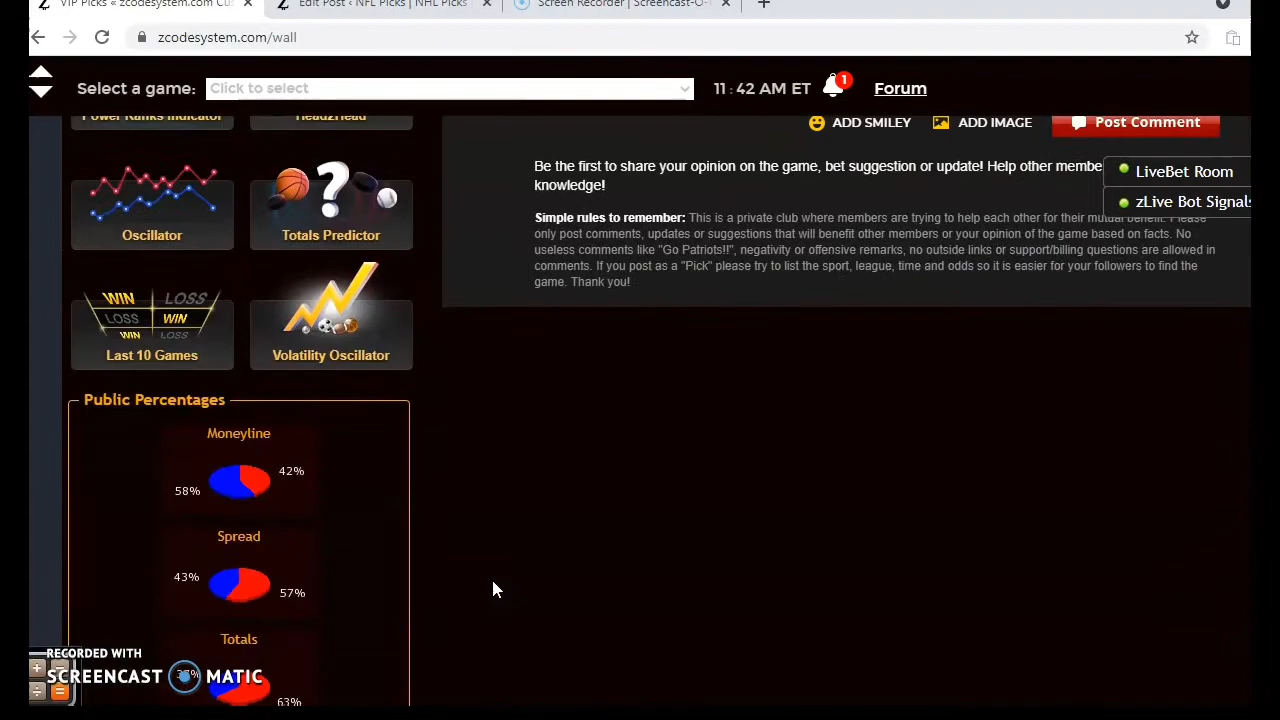 VIP Picks « zcodesystem.com Cus
Edit Post ‹ NFL Picks | NHL Picks
Screen Recorder | Screencast-O-
zcodesystem.com/wall
Select a game:
Click to select
11 : 42 AM ET
1
Forum
Power Ranks Indicator
Head2Head
ADD SMILEY
ADD IMAGE
Post Comment
Be the first to share your opinion on the game, bet suggestion or update! Help other membe
knowledge!
LiveBet Room
zLive Bot Signals
Simple rules to remember: This is a private club where members are trying to help each other for their mutual benefit. Please
only post comments, updates or suggestions that will benefit other members or your opinion of the game based on facts. No
useless comments like "Go Patriots!!", negativity or offensive remarks, no outside links or support/billing questions are allowed in
comments. If you post as a "Pick" please try to list the sport, league, time and odds so it is easier for your followers to find the
game. Thank you!
Oscillator
?
Totals Predictor
WIN LOSS
LOSS WIN
WIN LOSS
Last 10 Games
Volatility Oscillator
Public Percentages
Moneyline
42%
58%
Spread
43%
57%
Totals
37%
63%
RECORDED WITH
SCREENCAST MATIC